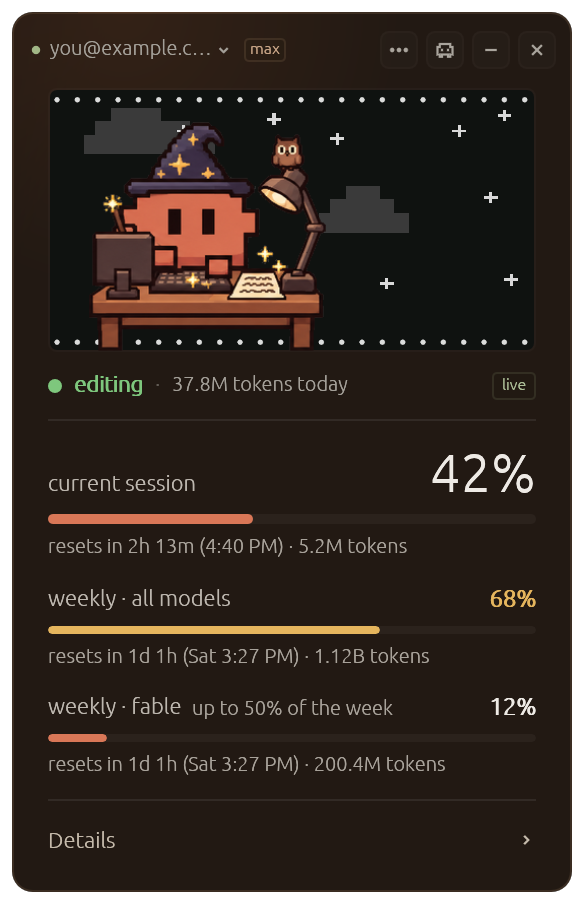 you@example.c... max
editing · 37.8M tokens today live
current session 42%
resets in 2h 13m (4:40 PM) · 5.2M tokens
weekly · all models 68%
resets in 1d 1h (Sat 3:27 PM) · 1.12B tokens
weekly · fable up to 50% of the week 12%
resets in 1d 1h (Sat 3:27 PM) · 200.4M tokens
Details